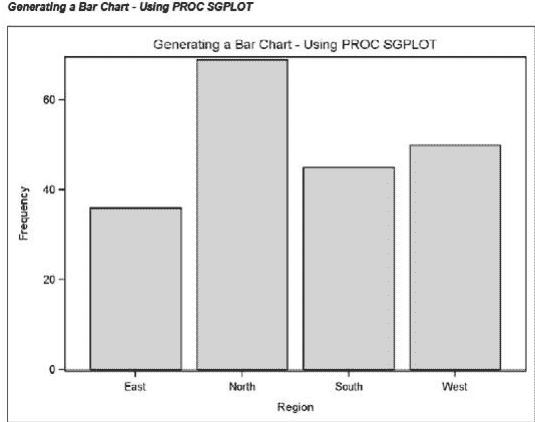 Generating a Bar Chart - Using PROC SGPLOT
Generating a Bar Chart - Using PROC SGPLOT
60
40
20
0
Frequency
East North South West
Region